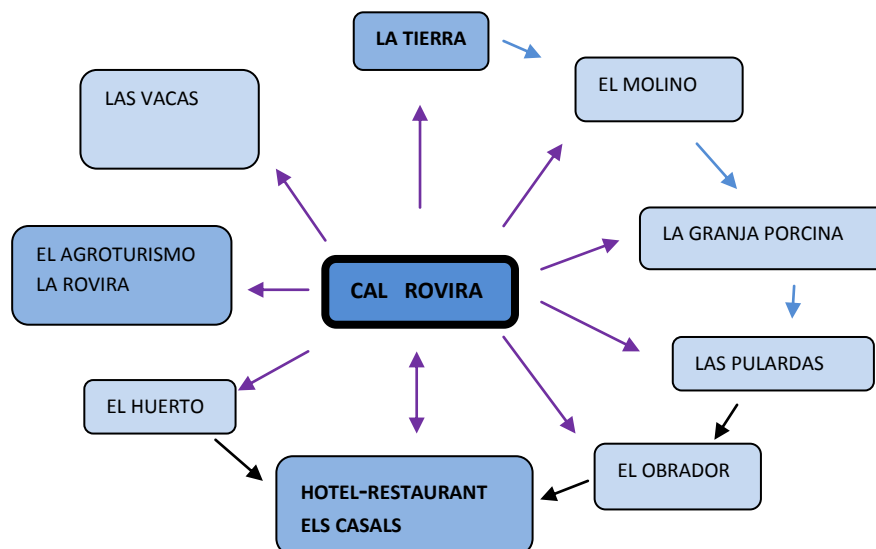 LA TIERRA
EL MOLINO
LAS VACAS
LA GRANJA PORCINA
EL AGROTURISMO
LA ROVIRA
CAL ROVIRA
LAS PULARDAS
EL HUERTO
EL OBRADOR
HOTEL-RESTAURANT
ELS CASALS